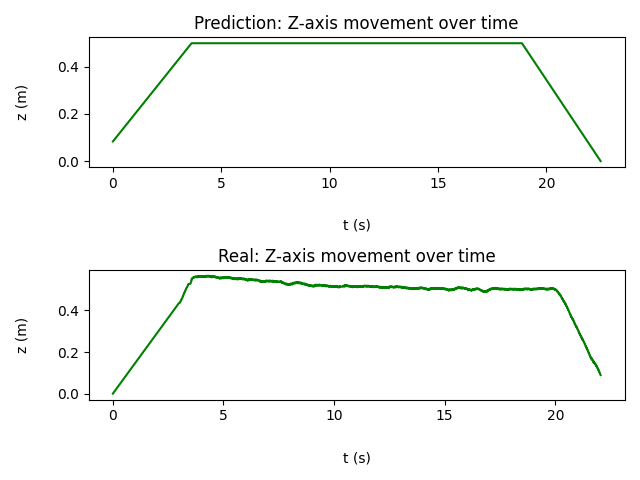 Prediction: Z-axis movement over time
z (m)
0.4
0.2
0.0
0 5 10 15 20
t (s)
Real: Z-axis movement over time
z (m)
0.4
0.2
0.0
0 5 10 15 20
t (s)